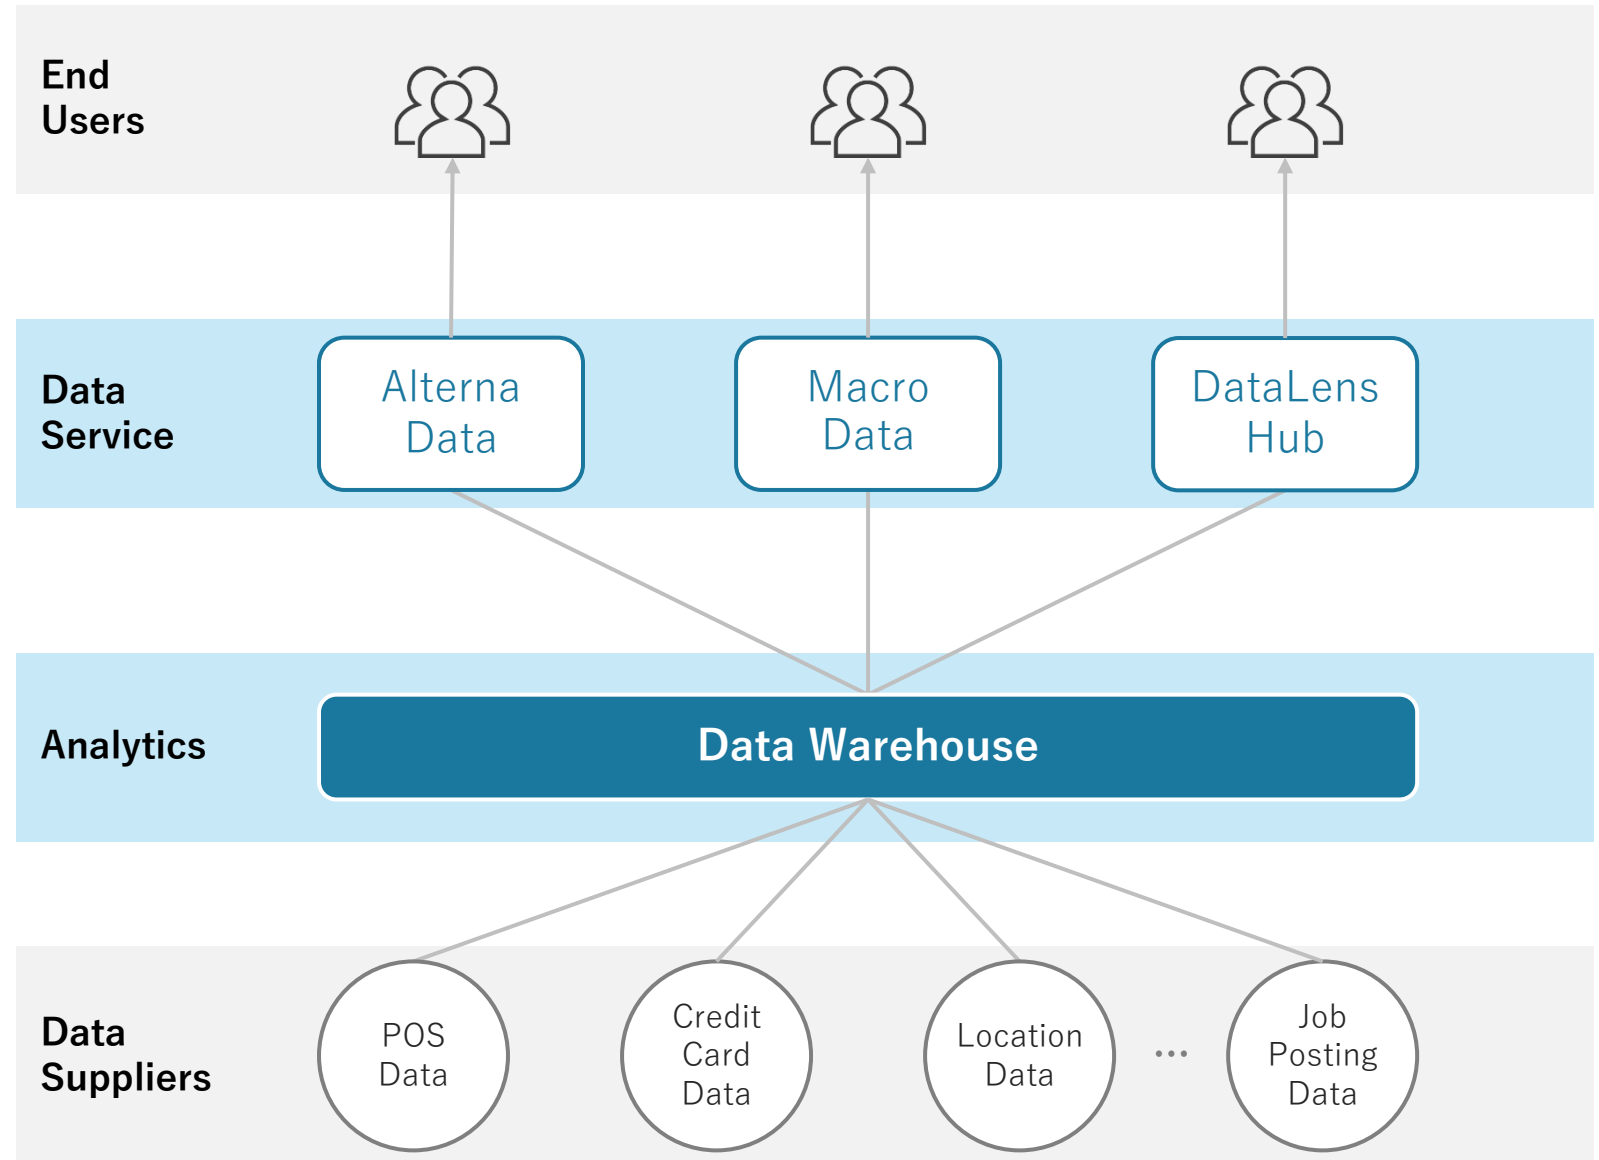 End
Users
Data
Service
Alterna
Data
Macro
Data
DataLens
Hub
Analytics
Data Warehouse
Data
Suppliers
POS
Data
Credit
Card
Data
Location
Data
...
Job
Posting
Data